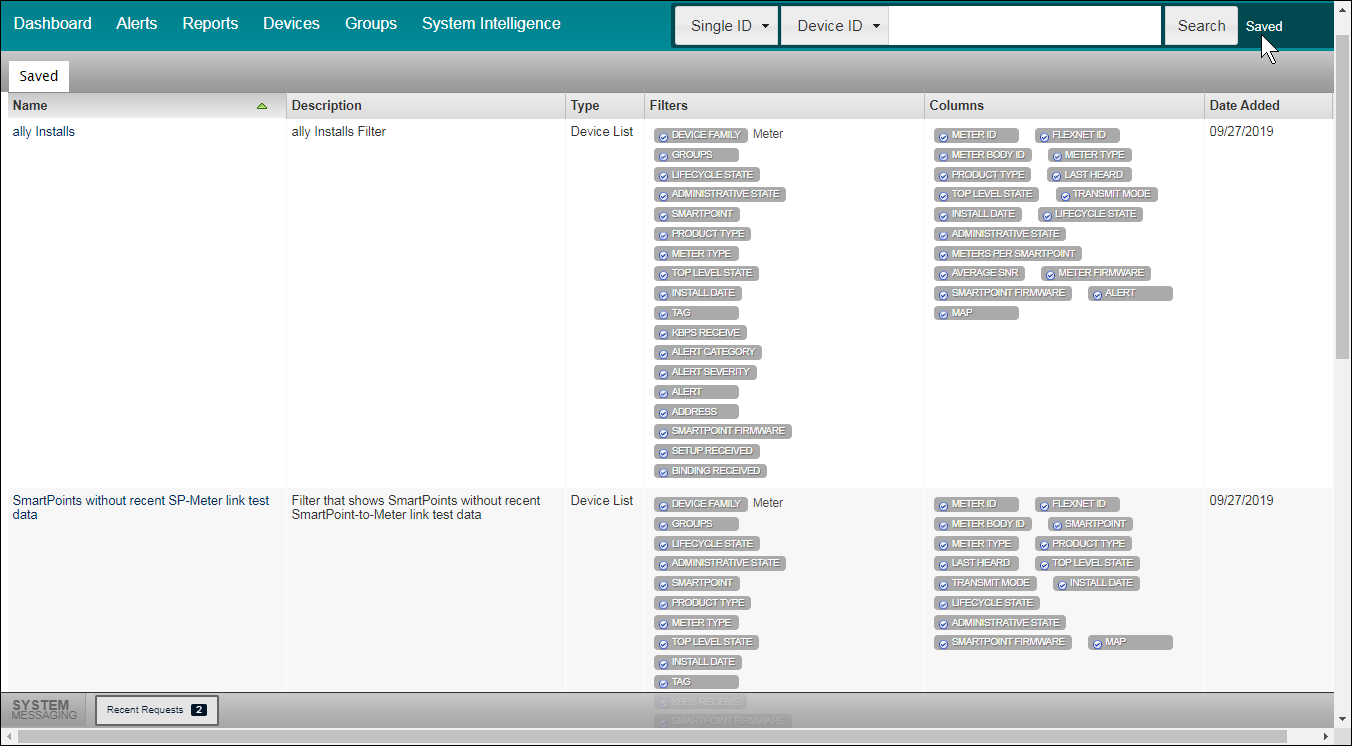 Dashboard Alerts Reports Devices Groups System Intelligence Single ID Device ID Search Saved
Saved
Name Description Type Filters Columns Date Added
ally Installs ally Installs Filter Device List DEVICE FAMILY Meter METER ID FLEXNET ID 09/27/2019
GROUPS METER BODY ID METER TYPE
LIFECYCLE STATE PRODUCT TYPE LAST HEARD
ADMINISTRATIVE STATE TOP LEVEL STATE TRANSMIT MODE
SMARTPOINT INSTALL DATE LIFECYCLE STATE
PRODUCT TYPE ADMINISTRATIVE STATE
METER TYPE METERS PER SMARTPOINT
TOP LEVEL STATE AVERAGE SNR METER FIRMWARE
INSTALL DATE SMARTPOINT FIRMWARE ALERT
TAG MAP
KBPS RECEIVE
ALERT CATEGORY
ALERT SEVERITY
ALERT
ADDRESS
SMARTPOINT FIRMWARE
SETUP RECEIVED
BINDING RECEIVED
SmartPoints without recent SP-Meter link test Filter that shows SmartPoints without recent Device List DEVICE FAMILY Meter METER ID FLEXNET ID 09/27/2019
data SmartPoint-to-Meter link test data
GROUPS METER BODY ID SMARTPOINT
LIFECYCLE STATE METER TYPE PRODUCT TYPE
ADMINISTRATIVE STATE LAST HEARD TOP LEVEL STATE
SMARTPOINT TRANSMIT MODE INSTALL DATE
PRODUCT TYPE LIFECYCLE STATE
METER TYPE ADMINISTRATIVE STATE
TOP LEVEL STATE SMARTPOINT FIRMWARE MAP
INSTALL DATE
TAG
KBPS RECEIVE
SMARTPOINT FIRMWARE
SYSTEM
MESSAGING
Recent Requests 2